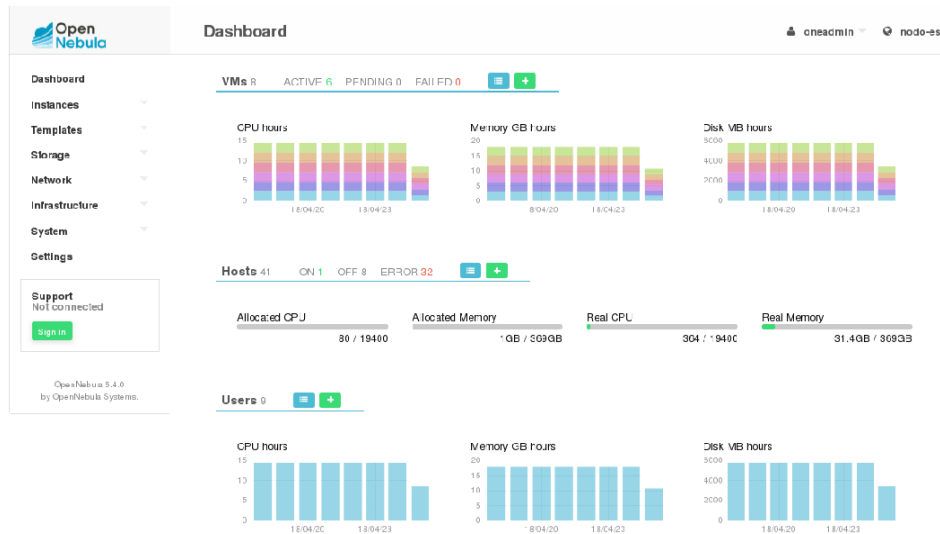 Open
Nebula
Dashboard
oneadmin
nodo-es
Dashboard
Instances
Templates
Storage
Network
Infrastructure
System
Settings
Support
Not connected
Sign in
OpenNebula 5.4.0
by OpenNebula Systems.
VMs 8 ACTIVE 6 PENDING 0 FAILED 0
CPU hours
15
10
5
0
18/04/20 18/04/23
Memory GB hours
20
15
10
5
0
8/04/20 18/04/23
Disk MB hours
6000
4000
2000
0
18/04/20 18/04/23
Hosts 41 ON 1 OFF 8 ERROR 32
Allocated CPU
80 / 19400
Allocated Memory
1GB / 369GB
Real CPU
364 / 19400
Real Memory
31.4GB / 369GB
Users 9
CPU hours
15
10
5
0
18/04/20 18/04/23
Memory GB hours
20
15
10
5
0
18/04/20 18/04/23
Disk MB hours
6000
4000
2000
0
18/04/20 18/04/23